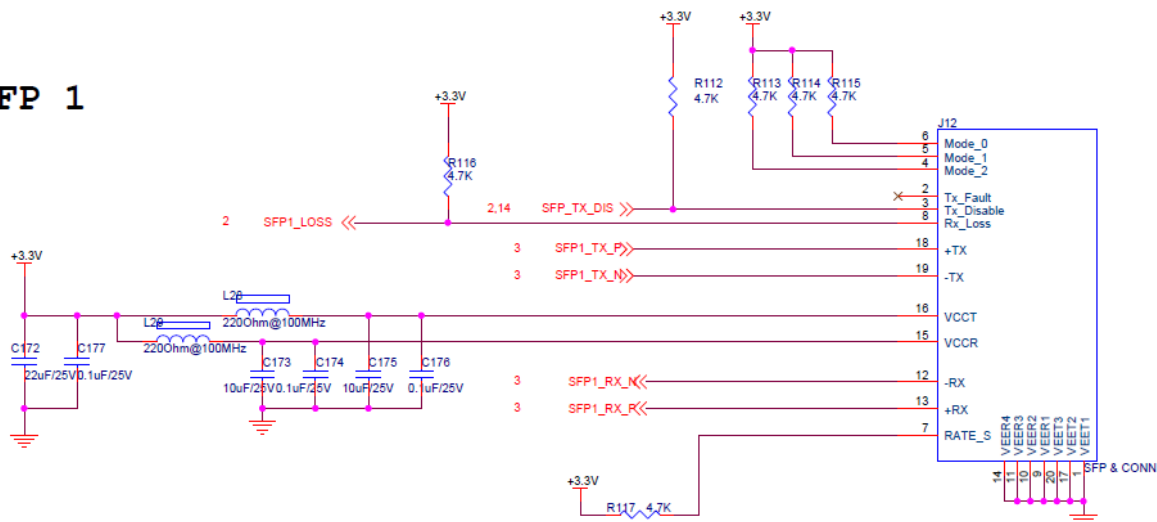 FP 1
+3.3V
+3.3V
+3.3V
+3.3V
R112
4.7K
R113
4.7K
R114
4.7K
R115
4.7K
R116
4.7K
J12
6 Mode_0
5 Mode_1
4 Mode_2
2 Tx_Fault
3 Tx_Disable
8 Rx_Loss
18 +TX
19 -TX
16 VCCT
15 VCCR
12 -RX
13 +RX
7 RATE_S
2,14 SFP_TX_DIS
2 SFP1_LOSS
3 SFP1_TX_P
3 SFP1_TX_N
L28
220Ohm@100MHz
L29
220Ohm@100MHz
C172
22uF/25V
C177
0.1uF/25V
C173
10uF/25V
C174
0.1uF/25V
C175
10uF/25V
C176
0.1uF/25V
3 SFP1_RX_N
3 SFP1_RX_P
VEER4
VEER3
VEER2
VEER1
VEET3
VEET2
VEET1
14
11
10
9
20
17
1
SFP & CONN
+3.3V
R117 4.7K